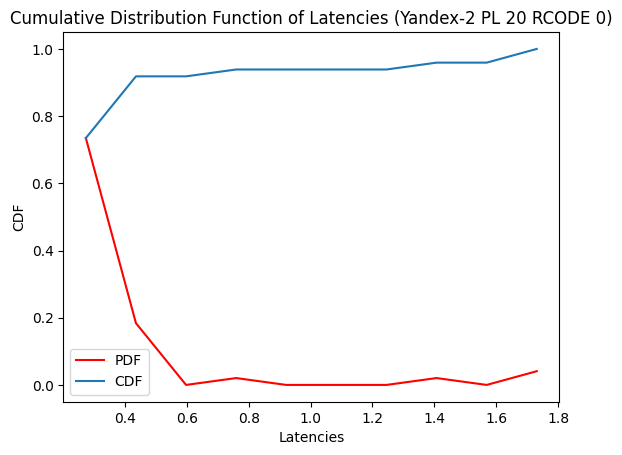 Cumulative Distribution Function of Latencies (Yandex-2 PL 20 RCODE 0)
1.0
0.8
0.6
0.4
0.2
0.0
CDF
PDF
CDF
0.4 0.6 0.8 1.0 1.2 1.4 1.6 1.8
Latencies